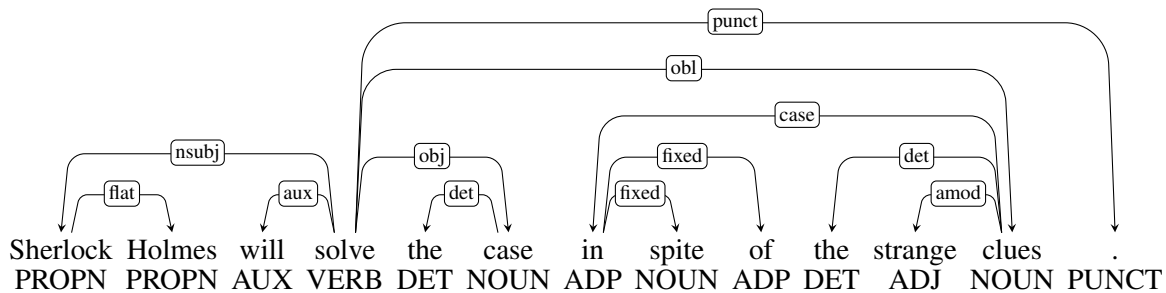 punct
obl
case
nsubj obj fixed det
flat aux det fixed amod
Sherlock Holmes will solve the case in spite of the strange clues .
PROPN PROPN AUX VERB DET NOUN ADP NOUN ADP DET ADJ NOUN PUNCT